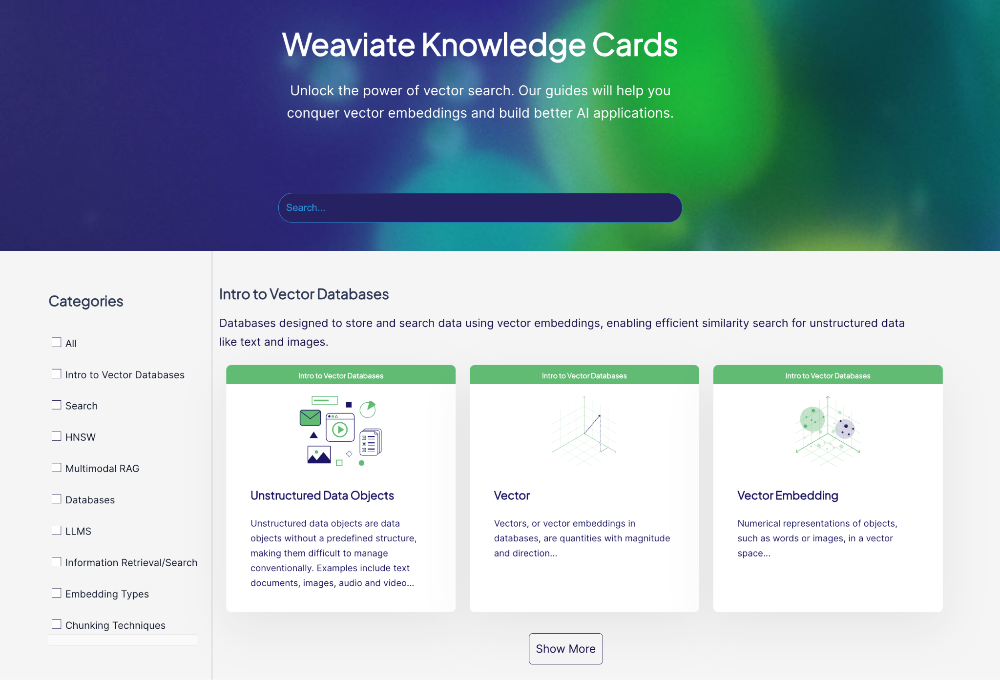 Weaviate Knowledge Cards
Unlock the power of vector search. Our guides will help you
conquer vector embeddings and build better AI applications.
Search...
Categories
All
Intro to Vector Databases
Search
HNSW
Multimodal RAG
Databases
LLMS
Information Retrieval/Search
Embedding Types
Chunking Techniques
Intro to Vector Databases
Databases designed to store and search data using vector embeddings, enabling efficient similarity search for unstructured data
like text and images.
Intro to Vector Databases
Unstructured Data Objects
Unstructured data objects are data
objects without a predefined structure,
making them difficult to manage
conventionally. Examples include text
documents, images, audio and video...
Intro to Vector Databases
Vector
Vectors, or vector embeddings in
databases, are quantities with magnitude
and direction...
Intro to Vector Databases
Vector Embedding
Numerical representations of objects,
such as words or images, in a vector
space...
Show More